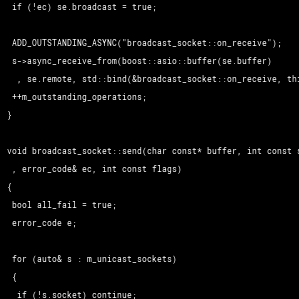 if (!ec) se.broadcast = true;
ADD_OUTSTANDING_ASYNC("broadcast_socket::on_receive");
s->async_receive_from(boost::asio::buffer(se.buffer)
, se.remote, std::bind(&broadcast_socket::on_receive, thi
++m_outstanding_operations;
}
void broadcast_socket::send(char const* buffer, int const s
, error_code& ec, int const flags)
{
bool all_fail = true;
error_code e;
for (auto& s : m_unicast_sockets)
{
if (!s.socket) continue;